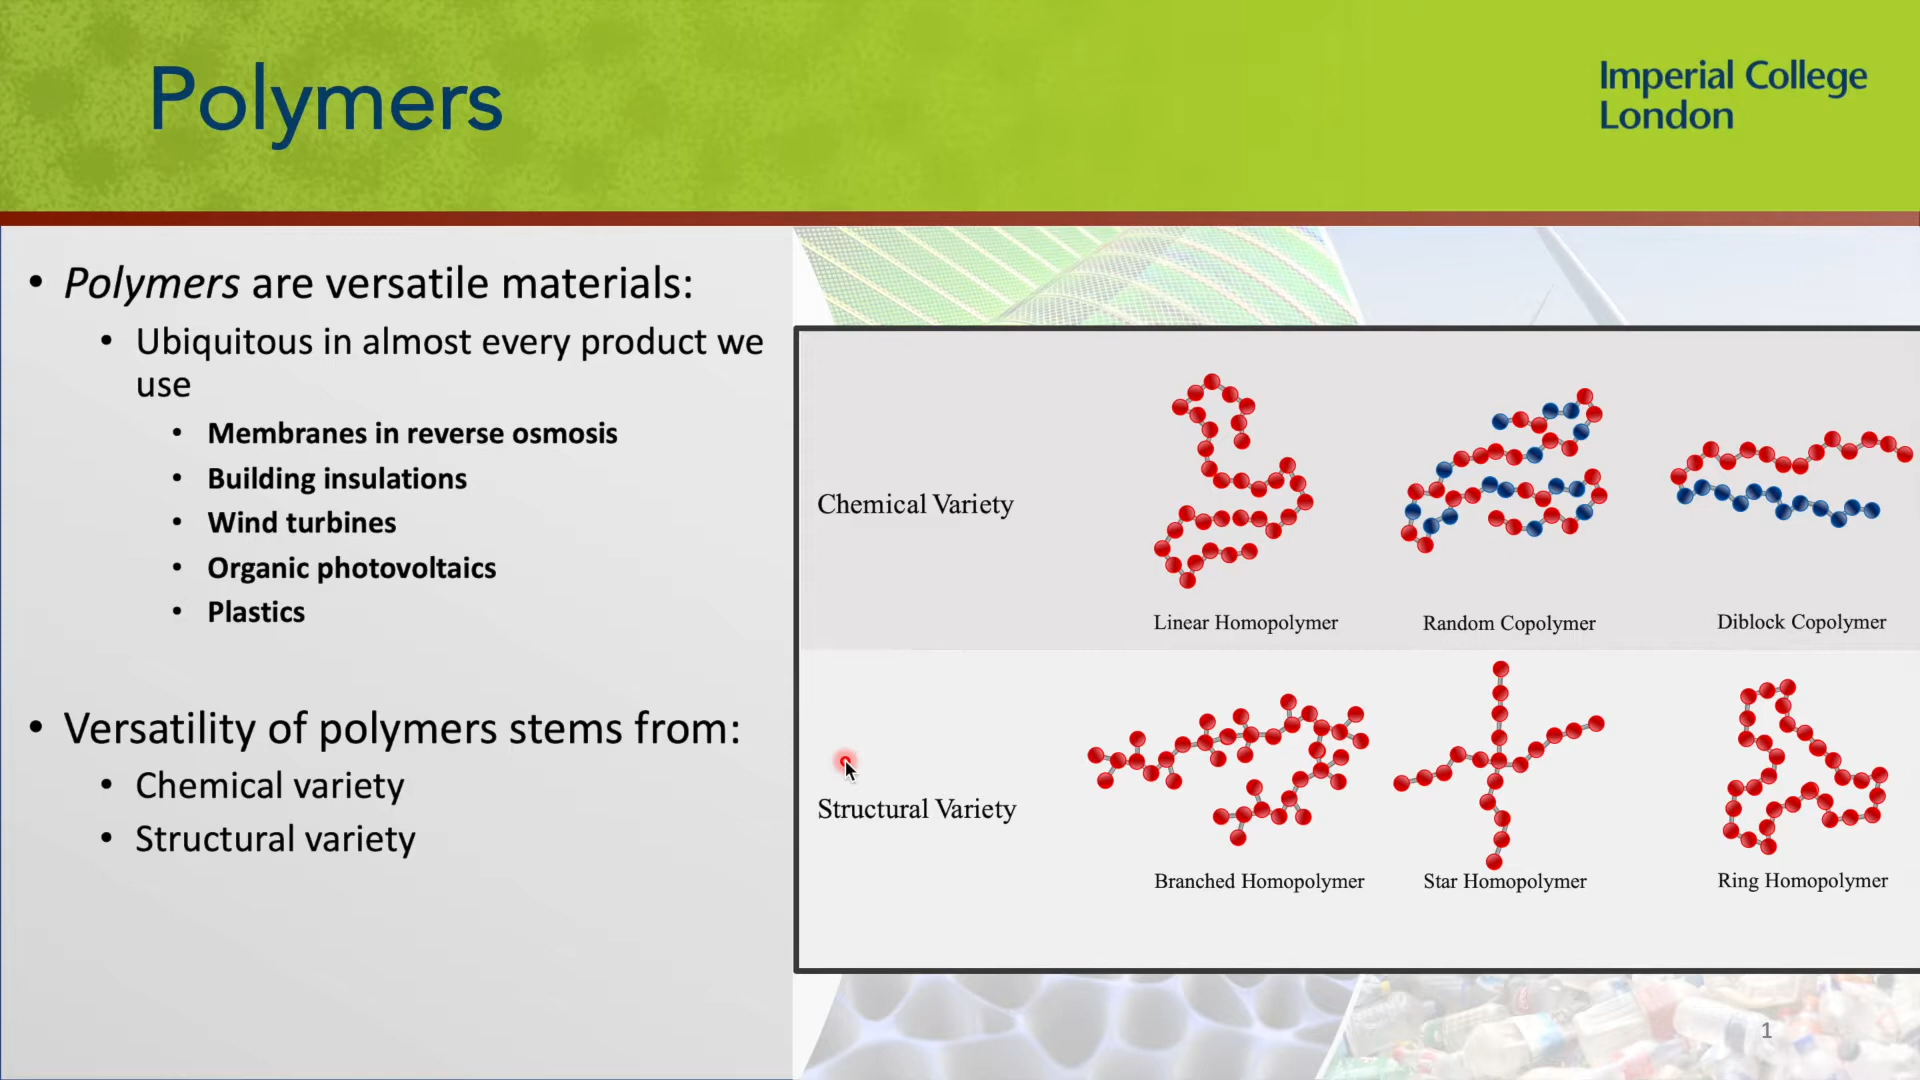 Polymers
Imperial College
London
• Polymers are versatile materials:
• Ubiquitous in almost every product we
use
• Membranes in reverse osmosis
• Building insulations
• Wind turbines
• Organic photovoltaics
• Plastics
• Versatility of polymers stems from:
• Chemical variety
• Structural variety
Chemical Variety
Linear Homopolymer
Random Copolymer
Diblock Copolymer
Structural Variety
Branched Homopolymer
Star Homopolymer
Ring Homopolymer
1